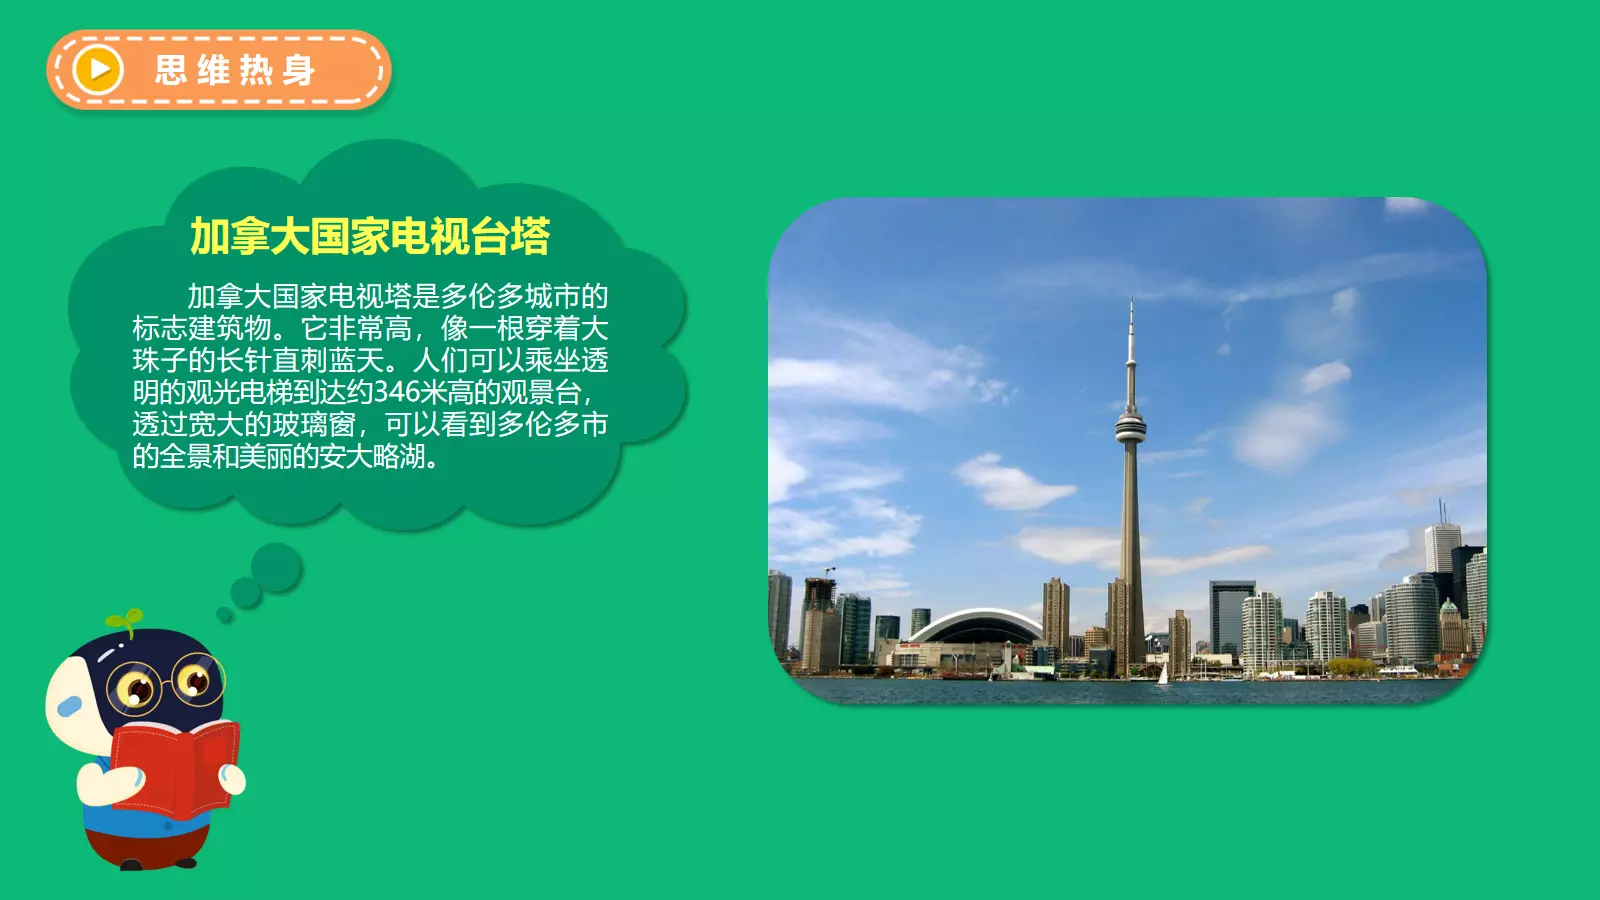 思维热身
加拿大国家电视台塔
加拿大国家电视塔是多伦多城市的
标志建筑物。它非常高，像一根穿着大
珠子的长针直刺蓝天。人们可以乘坐透
明的观光电梯到达约346米高的观景台，
透过宽大的玻璃窗，可以看到多伦多市
的全景和美丽的安大略湖。